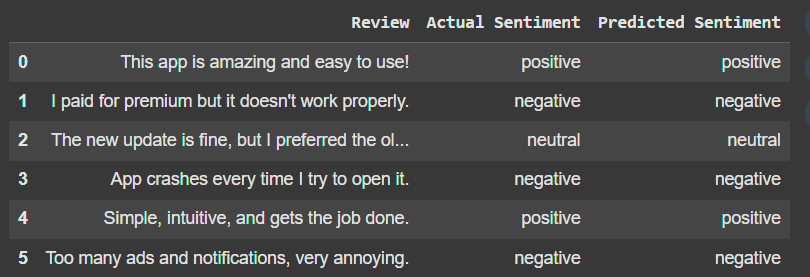 Review Actual Sentiment Predicted Sentiment
0 This app is amazing and easy to use! positive positive
1 I paid for premium but it doesn't work properly. negative negative
2 The new update is fine, but I preferred the ol... neutral neutral
3 App crashes every time I try to open it. negative negative
4 Simple, intuitive, and gets the job done. positive positive
5 Too many ads and notifications, very annoying. negative negative